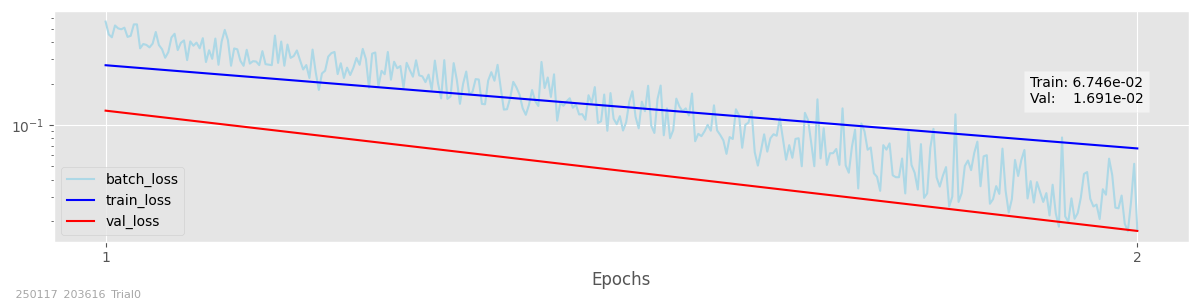 Train: 6.746e-02
Val: 1.691e-02
10⁻¹
batch_loss
train_loss
val_loss
1
2
Epochs
250117_203616_Trial0